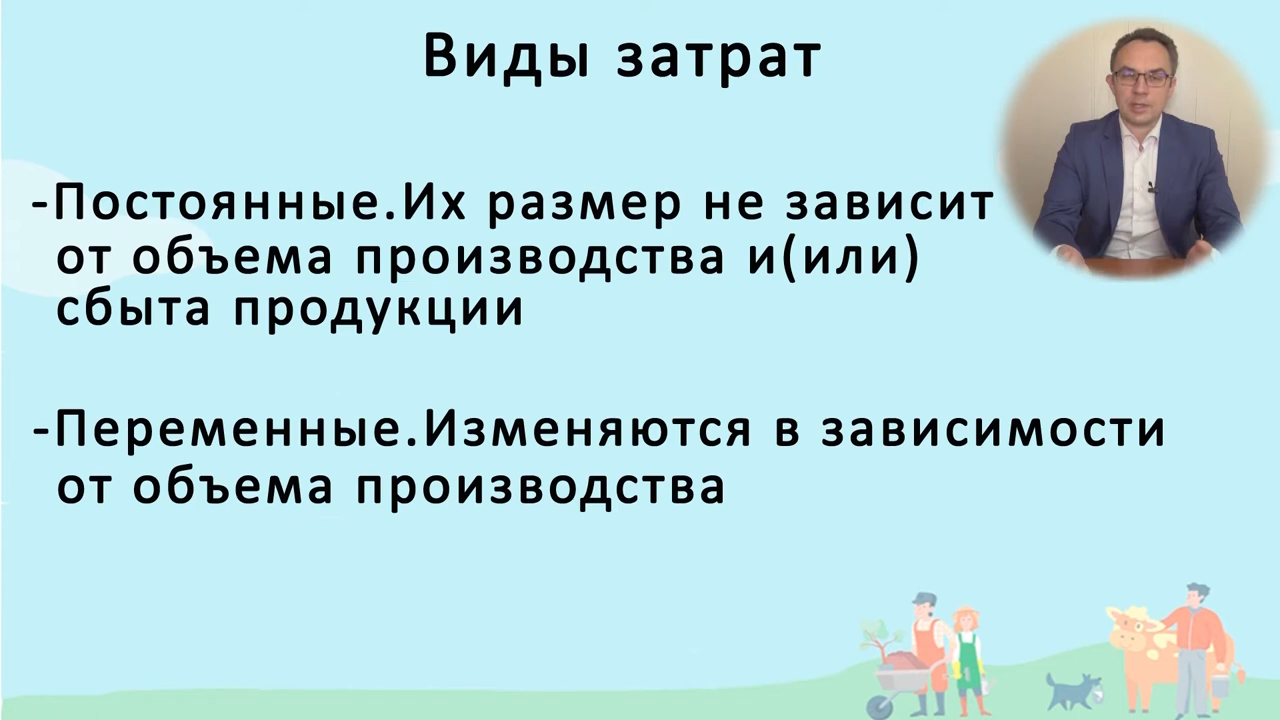 Виды затрат
-Постоянные.Их размер не зависит
от объема производства и(или)
сбыта продукции
-Переменные.Изменяются в зависимости
от объема производства